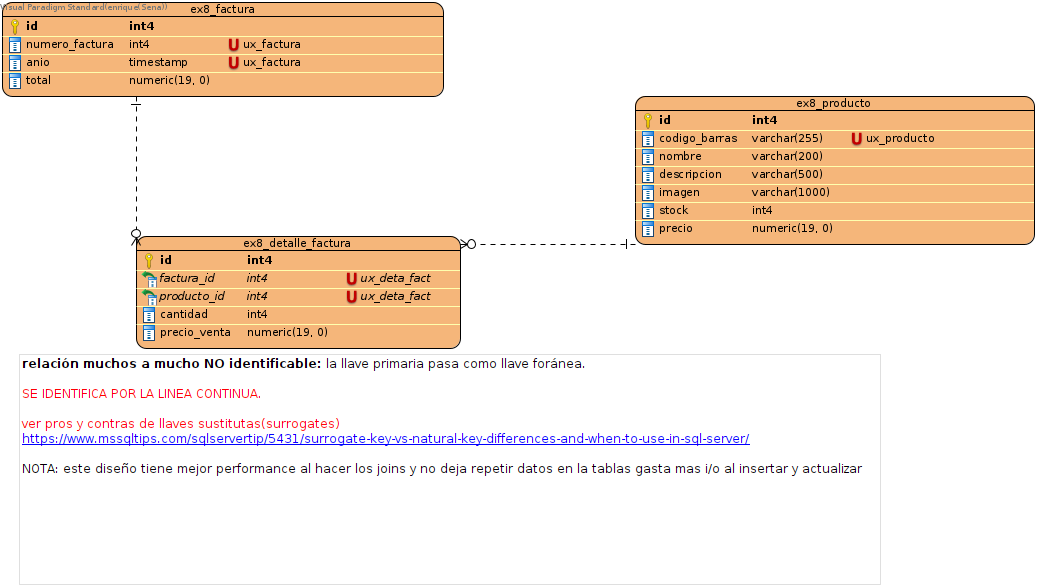 Visual Paradigm Standard(enrique(Sena))
ex8_factura
id int4
numero_factura int4 U ux_factura
anio timestamp U ux_factura
total numeric(19, 0)
ex8_producto
id int4
codigo_barras varchar(255) U ux_producto
nombre varchar(200)
descripcion varchar(500)
imagen varchar(1000)
stock int4
precio numeric(19, 0)
ex8_detalle_factura
id int4
factura_id int4 U ux_deta_fact
producto_id int4 U ux_deta_fact
cantidad int4
precio_venta numeric(19, 0)
relación muchos a mucho NO identificable: la llave primaria pasa como llave foránea.
SE IDENTIFICA POR LA LINEA CONTINUA.
ver pros y contras de llaves sustitutas(surrogates)
https://www.mssqltips.com/sqlservertip/5431/surrogate-key-vs-natural-key-differences-and-when-to-use-in-sql-server/
NOTA: este diseño tiene mejor performance al hacer los joins y no deja repetir datos en la tablas gasta mas i/o al insertar y actualizar